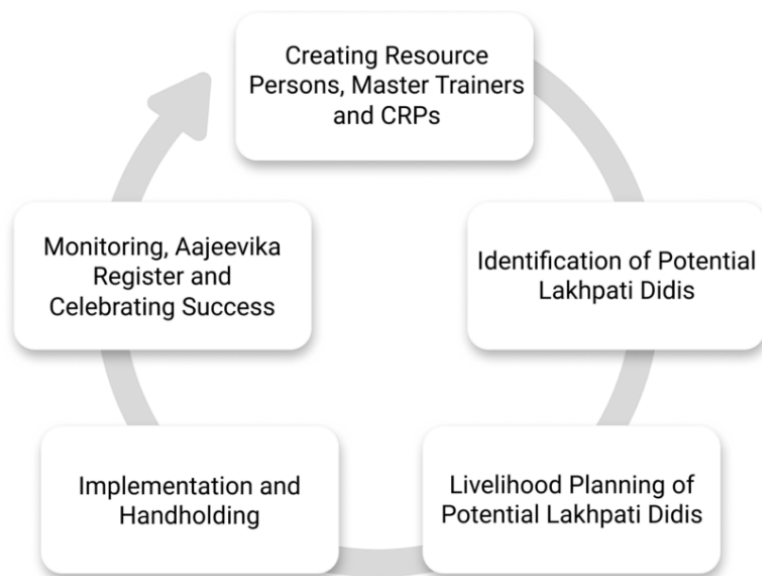 Creating Resource
Persons, Master Trainers
and CRPs
Identification of Potential
Lakhpati Didis
Livelihood Planning of
Potential Lakhpati Didis
Implementation and
Handholding
Monitoring, Aajeevika
Register and
Celebrating Success